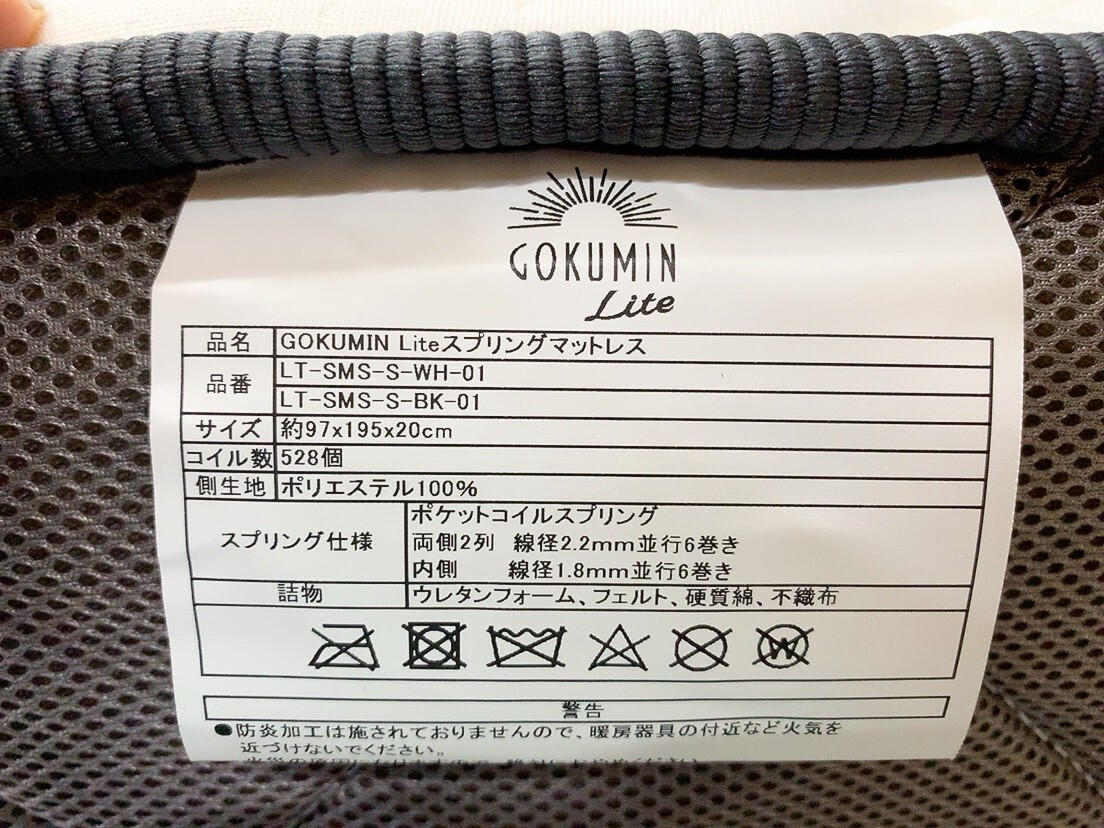 GOKUMIN
Lite
品名 GOKUMIN Liteスプリングマットレス
品番 LT-SMS-S-WH-01
LT-SMS-S-BK-01
サイズ 約97x195x20cm
コイル数 528個
側生地 ポリエステル100%
スプリング仕様 ポケットコイルスプリング
両側2列 線径2.2mm並行6巻き
内側 線径1.8mm並行6巻き
詰物 ウレタンフォーム、フェルト、硬質綿、不織布
W
警告
●防炎加工は施されておりませんので、暖房器具の付近など火気を
近づけないでください。